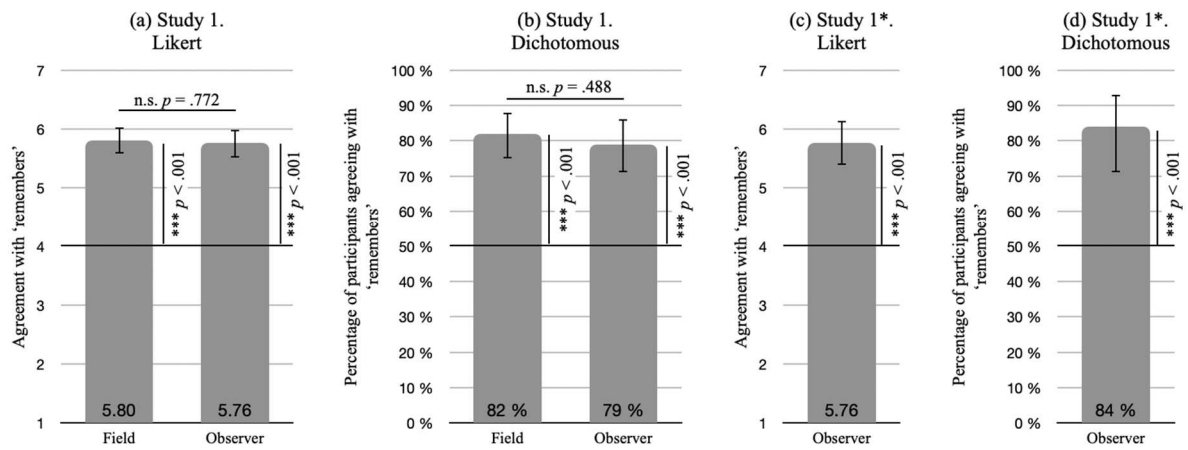 (a) Study 1.
Likert
7
6
5
4
3
2
1
Agreement with ‘remembers’
n.s. p = .772
*** p < .001
*** p < .001
5.80
5.76
Field
Observer
(b) Study 1.
Dichotomous
100 %
90 %
80 %
70 %
60 %
50 %
40 %
30 %
20 %
10 %
0 %
Percentage of participants agreeing with
‘remembers’
n.s. p = .488
*** p < .001
*** p < .001
82 %
79 %
Field
Observer
(c) Study 1*.
Likert
7
6
5
4
3
2
1
Agreement with ‘remembers’
*** p < .001
5.76
Observer
(d) Study 1*.
Dichotomous
100 %
90 %
80 %
70 %
60 %
50 %
40 %
30 %
20 %
10 %
0 %
Percentage of participants agreeing with
‘remembers’
*** p < .001
84 %
Observer